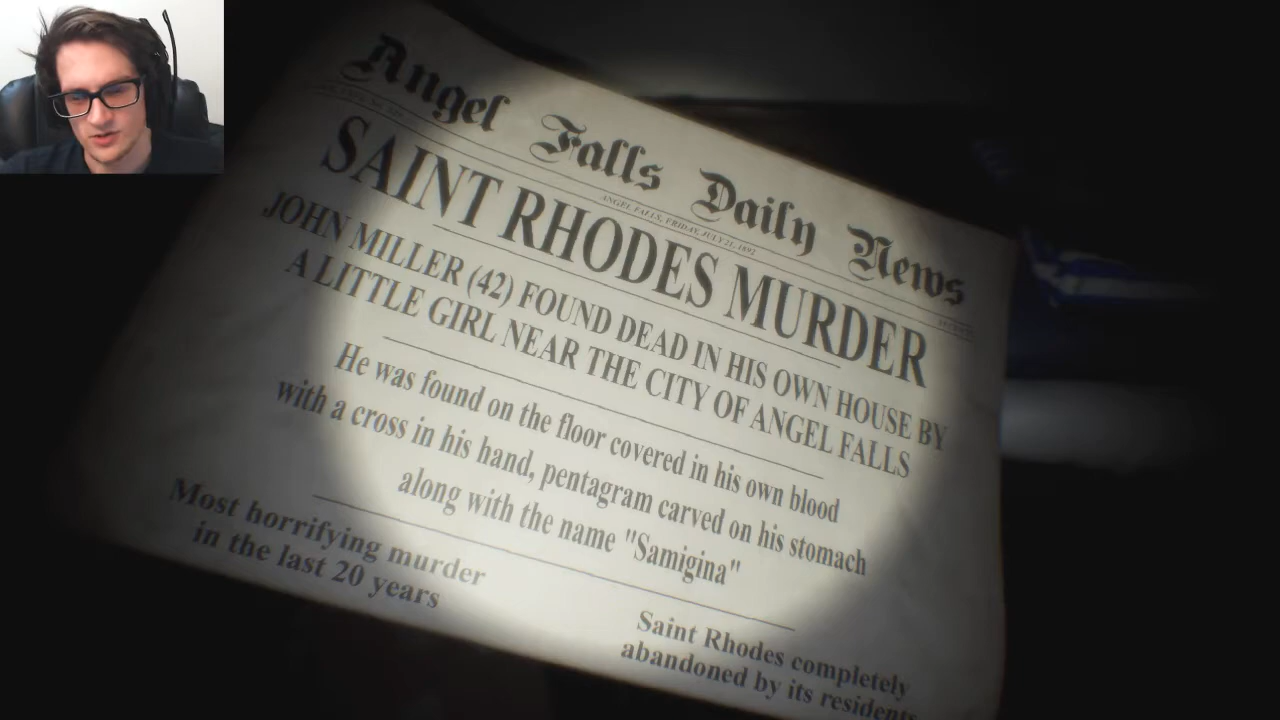 Angel Falls Daily News
ANGEL FALLS, FRIDAY, JULY 21, 1897
SAINT RHODES MURDER
JOHN MILLER (42) FOUND DEAD IN HIS OWN HOUSE BY
A LITTLE GIRL NEAR THE CITY OF ANGEL FALLS
He was found on the floor covered in his own blood
with a cross in his hand, pentagram carved on his stomach
along with the name "Samigina"
Most horrifying murder
in the last 20 years
Saint Rhodes completely
abandoned by its residents